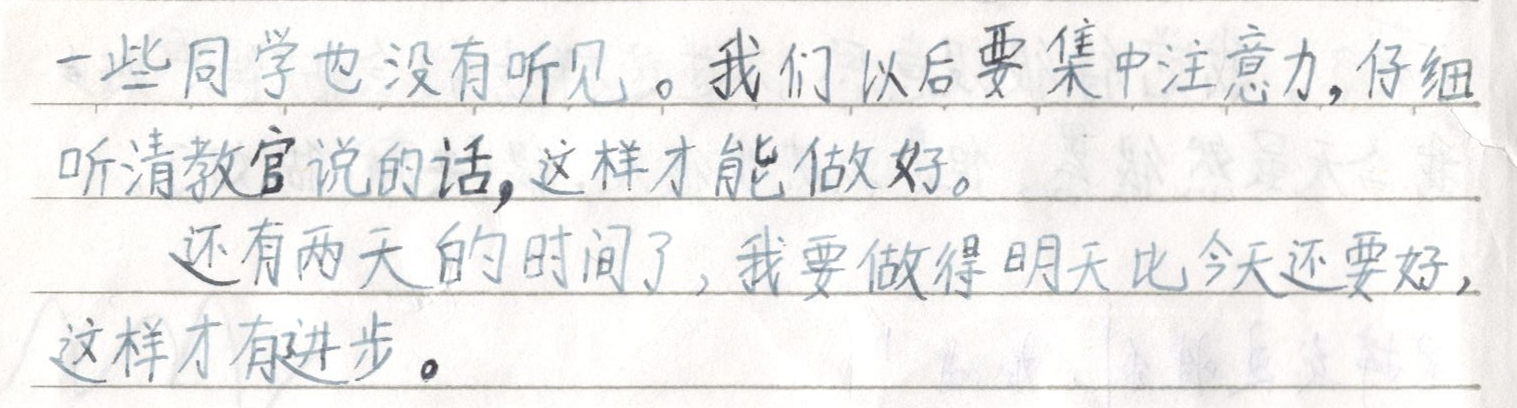 一些同学也没有听见。我们以后要集中注意力,仔细
听清教官说的话,这样才能做好。
还有两天的时间了,我要做得明天比今天还要好,
这样才有进步。